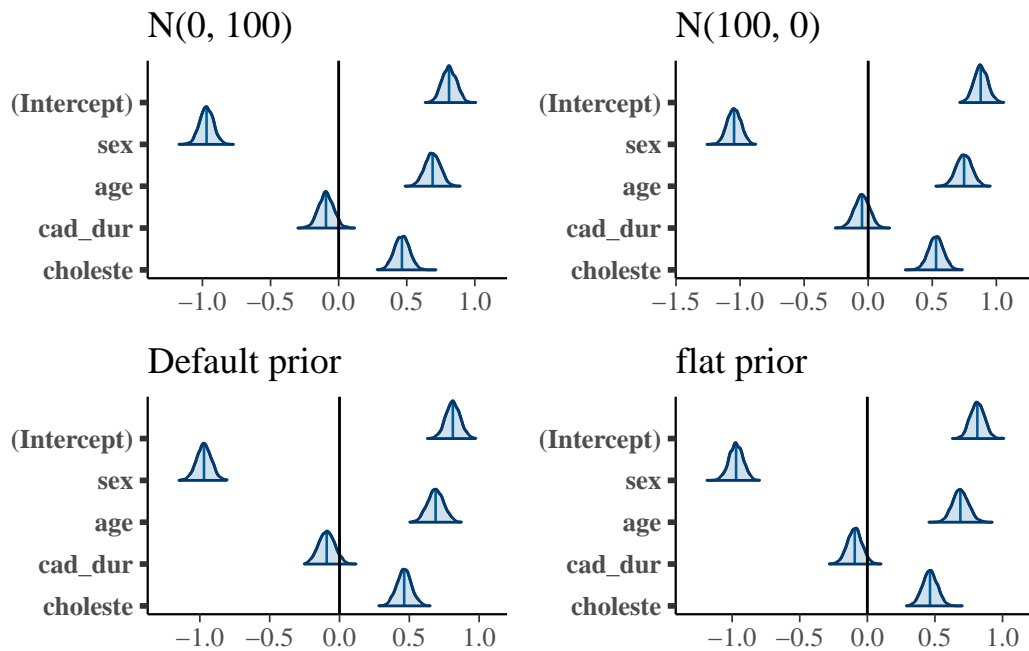 N(0, 100)
(Intercept)
sex
age
cad_dur
choleste
−1.0 −0.5 0.0 0.5 1.0
N(100, 0)
(Intercept)
sex
age
cad_dur
choleste
−1.5 −1.0 −0.5 0.0 0.5 1.0
Default prior
(Intercept)
sex
age
cad_dur
choleste
−1.0 −0.5 0.0 0.5 1.0
flat prior
(Intercept)
sex
age
cad_dur
choleste
−1.0 −0.5 0.0 0.5 1.0